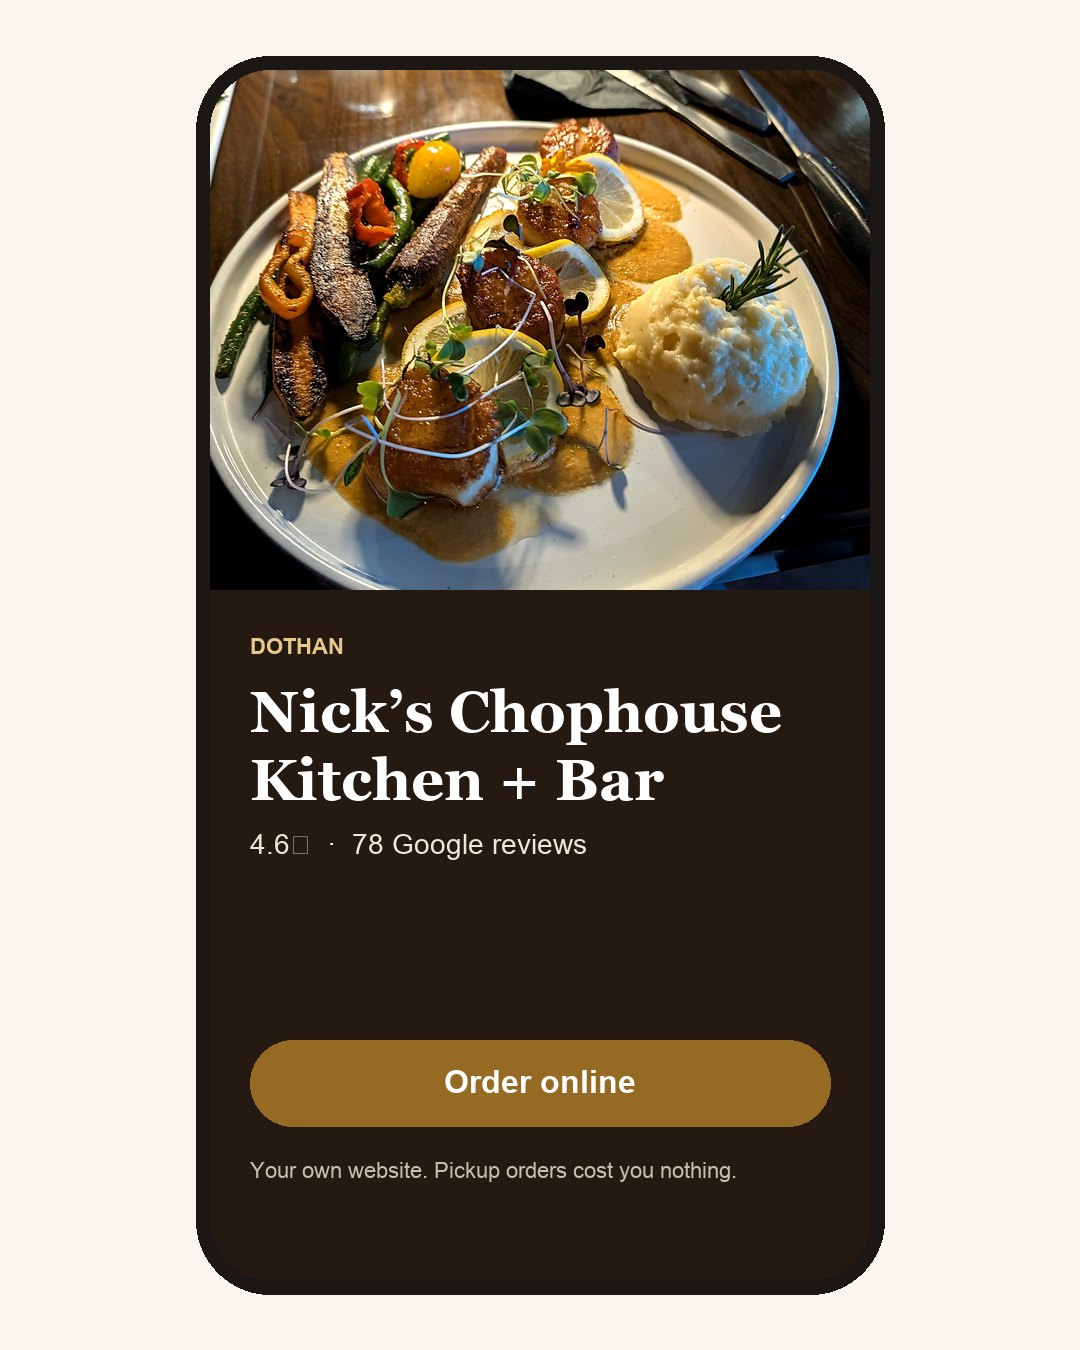 DOTHAN
Nick’s Chophouse
Kitchen + Bar
4.6□ · 78 Google reviews
Order online
Your own website. Pickup orders cost you nothing.